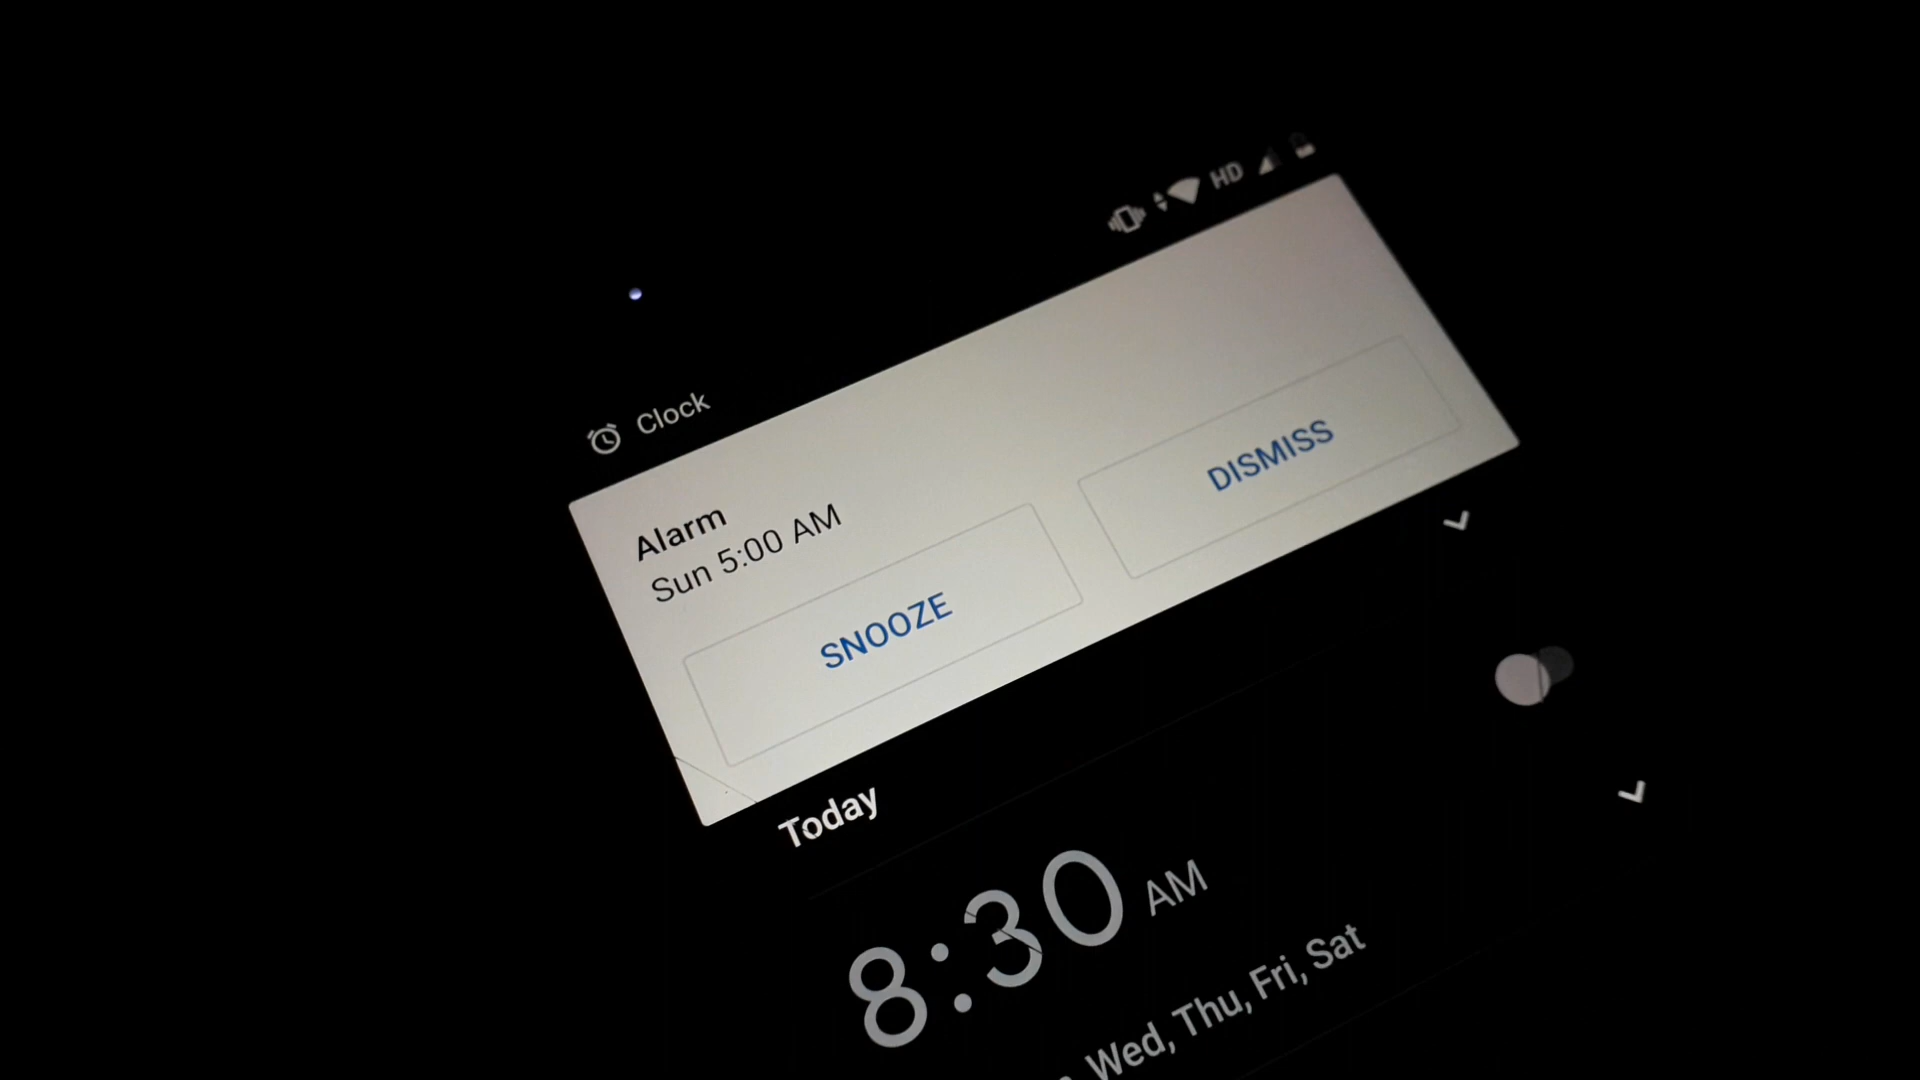 HD
Clock
Alarm
Sun 5:00 AM
SNOOZE
DISMISS
Today
8:30 AM
Wed, Thu, Fri, Sat